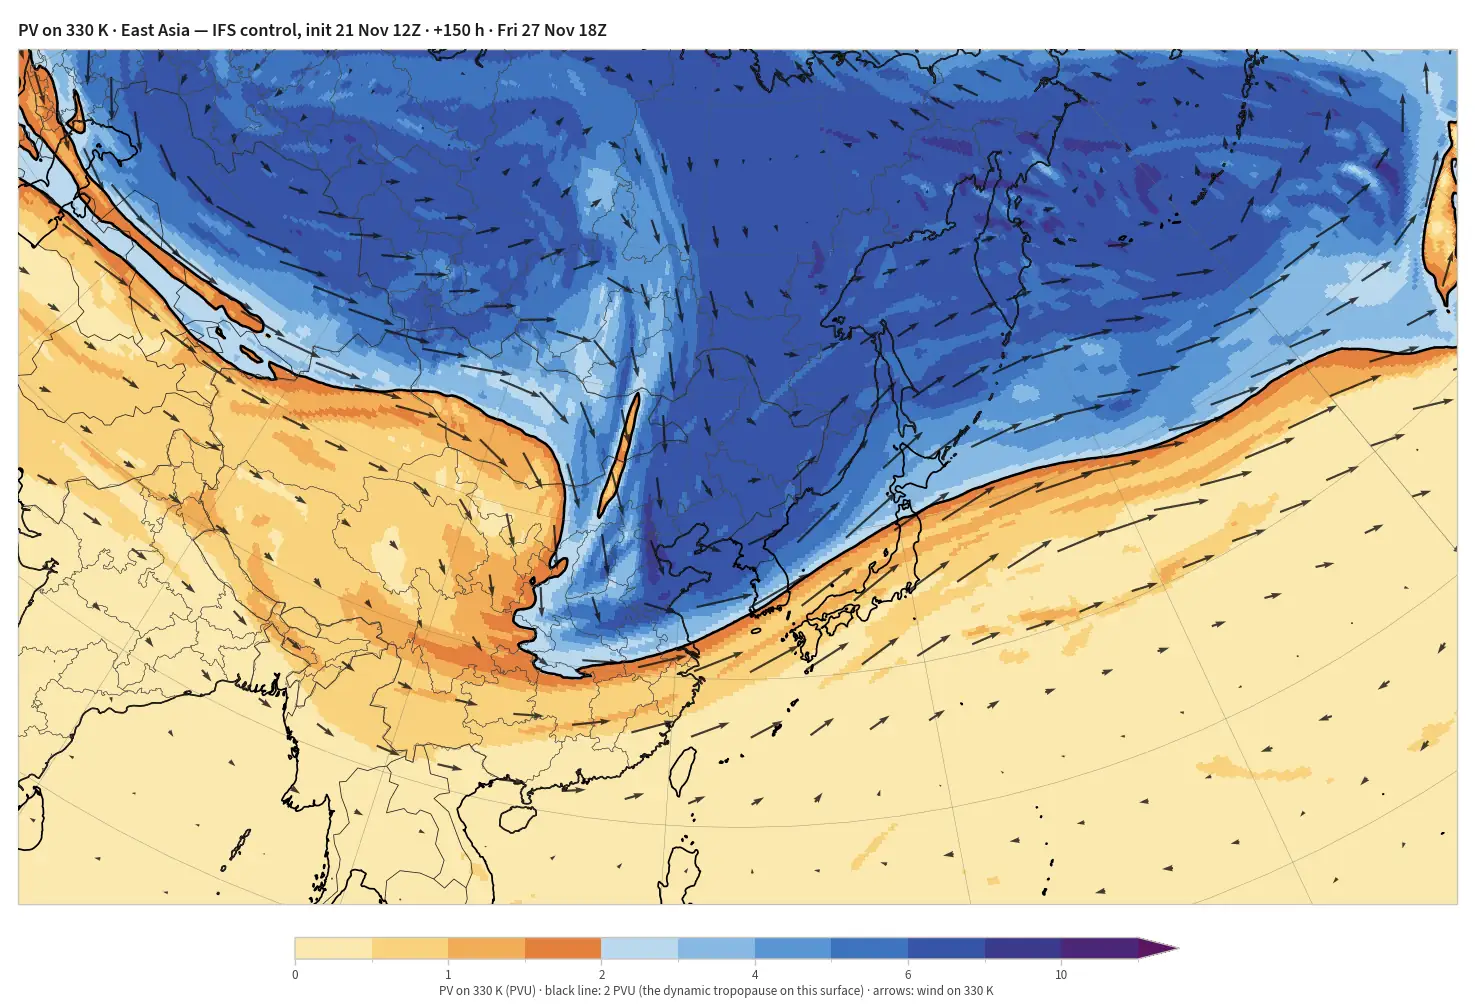 PV on 330 K · East Asia — IFS control, init 21 Nov 12Z · +150 h · Fri 27 Nov 18Z
0 1 2 4 6 10
PV on 330 K (PVU) · black line: 2 PVU (the dynamic tropopause on this surface) · arrows: wind on 330 K